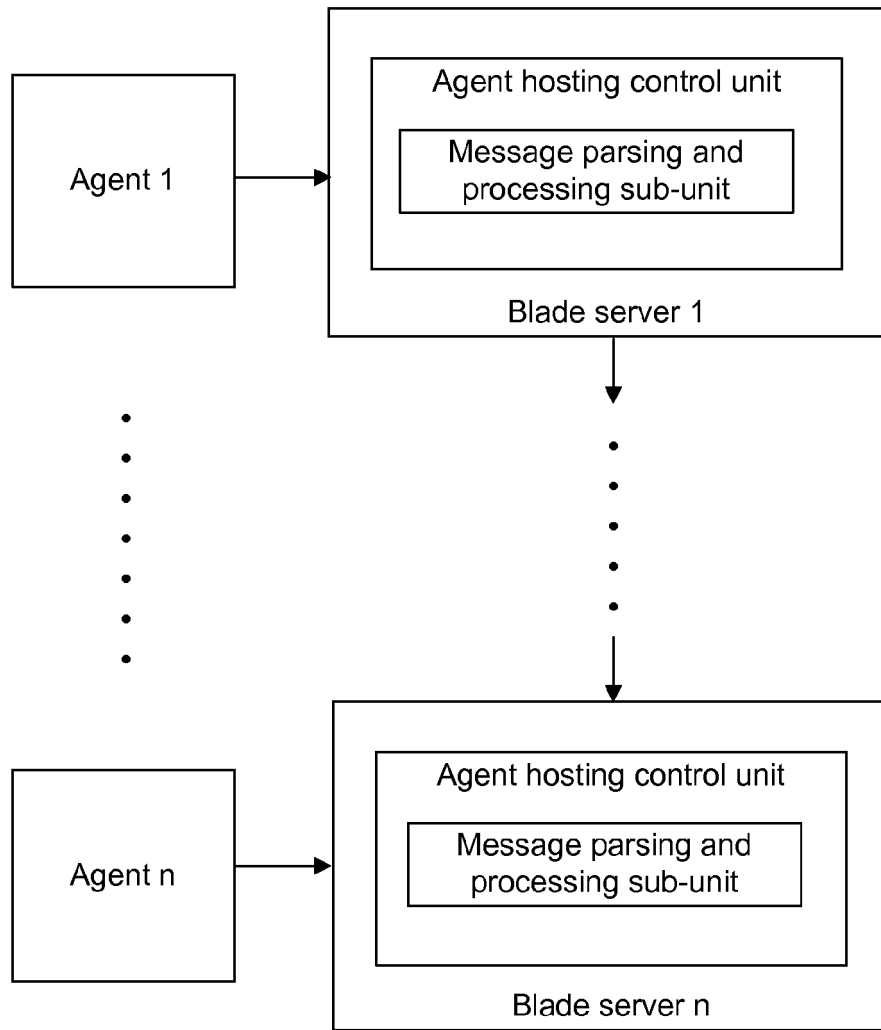 Agent 1
Agent hosting control unit
Message parsing and
processing sub-unit
Blade server 1
Agent n
Agent hosting control unit
Message parsing and
processing sub-unit
Blade server n